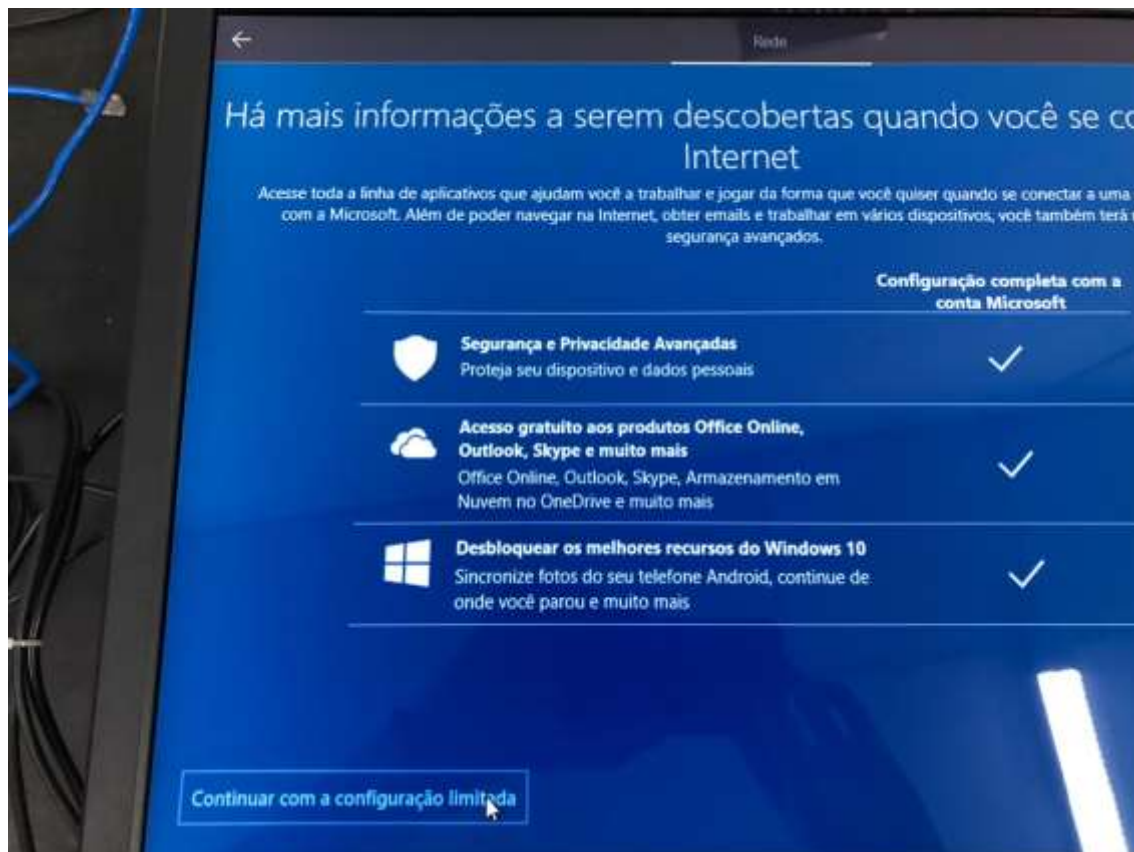 Rede
Há mais informações a serem descobertas quando você se co
Internet
Acesse toda a linha de aplicativos que ajudam você a trabalhar e jogar da forma que você quiser quando se conectar a uma
com a Microsoft. Além de poder navegar na Internet, obter emails e trabalhar em vários dispositivos, você também terá
segurança avançados.
Configuração completa com a
conta Microsoft
Segurança e Privacidade Avançadas
Proteja seu dispositivo e dados pessoais
Acesso gratuito aos produtos Office Online,
Outlook, Skype e muito mais
Office Online, Outlook, Skype, Armazenamento em
Nuvem no OneDrive e muito mais
Desbloquear os melhores recursos do Windows 10
Sincronize fotos do seu telefone Android, continue de
onde você parou e muito mais
Continuar com a configuração limitada